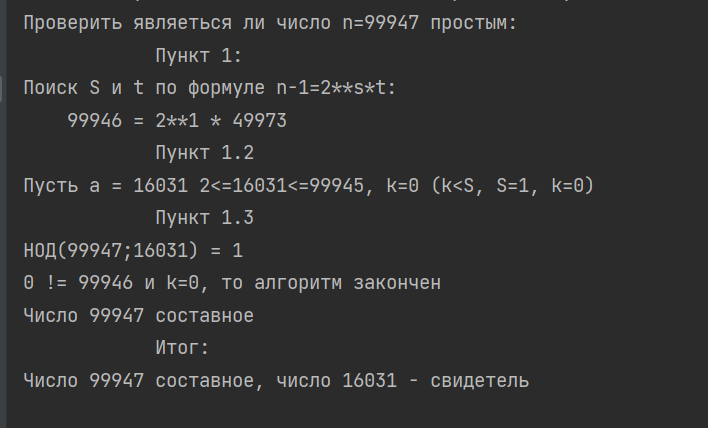 Проверить являеться ли число n=99947 простым:
Пункт 1:
Поиск S и t по формуле n-1=2**s*t:
99946 = 2**1 * 49973
Пункт 1.2
Пусть a = 16031 2<=16031<=99945, k=0 (k<S, S=1, k=0)
Пункт 1.3
НОД(99947;16031) = 1
0 != 99946 и k=0, то алгоритм закончен
Число 99947 составное
Итог:
Число 99947 составное, число 16031 - свидетель